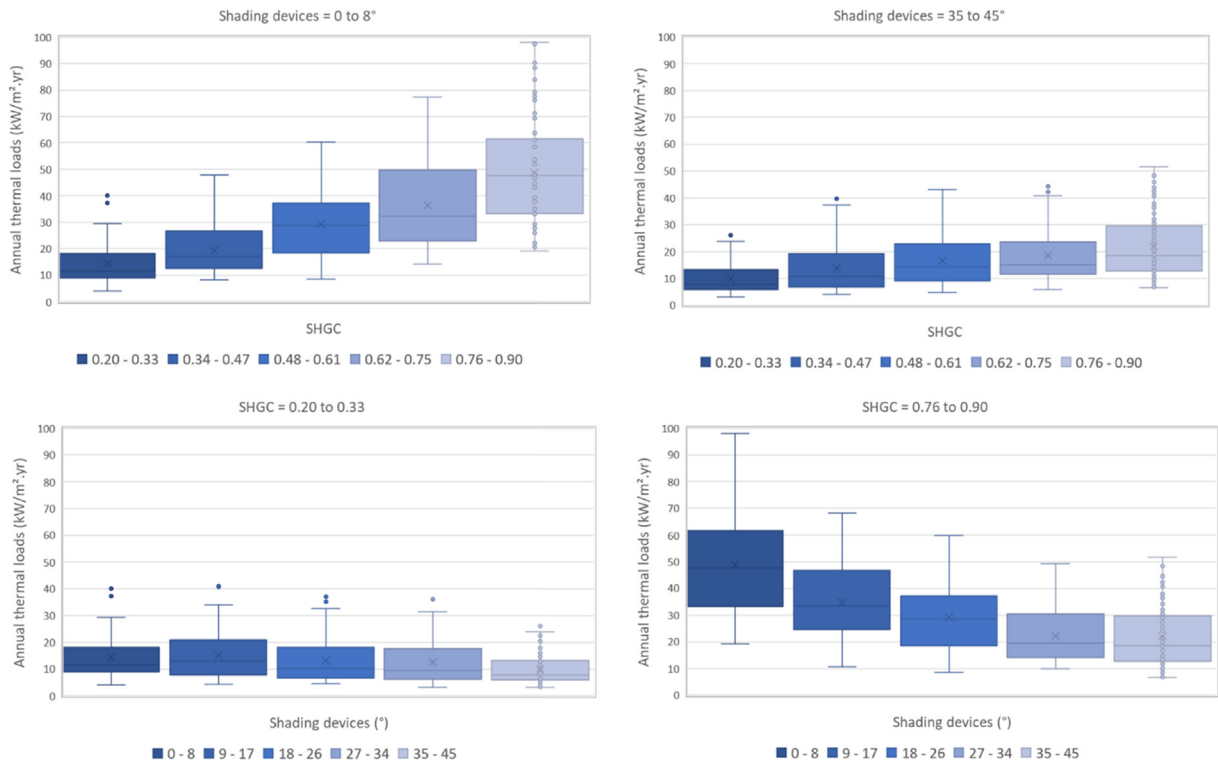 Shading devices = 0 to 8°
Annual thermal loads (kW/m².yr)
100
90
80
70
60
50
40
30
20
10
0
SHGC
0.20 - 0.33 0.34 - 0.47 0.48 - 0.61 0.62 - 0.75 0.76 - 0.90
Shading devices = 35 to 45°
Annual thermal loads (kW/m².yr)
100
90
80
70
60
50
40
30
20
10
0
SHGC
0.20 - 0.33 0.34 - 0.47 0.48 - 0.61 0.62 - 0.75 0.76 - 0.90
SHGC = 0.20 to 0.33
Annual thermal loads (kW/m².yr)
100
90
80
70
60
50
40
30
20
10
0
Shading devices (°)
0 - 8 9 - 17 18 - 26 27 - 34 35 - 45
SHGC = 0.76 to 0.90
Annual thermal loads (kW/m².yr)
100
90
80
70
60
50
40
30
20
10
0
Shading devices (°)
0 - 8 9 - 17 18 - 26 27 - 34 35 - 45